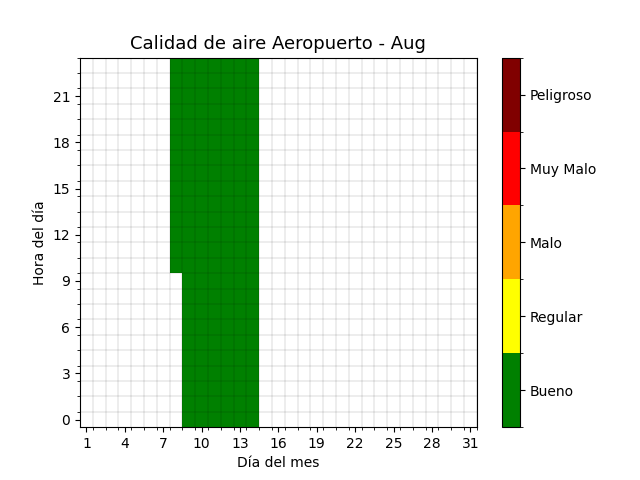 Calidad de aire Aeropuerto - Aug
Hora del día
21
18
15
12
9
6
3
0
1 4 7 10 13 16 19 22 25 28 31
Día del mes
Peligroso
Muy Malo
Malo
Regular
Bueno